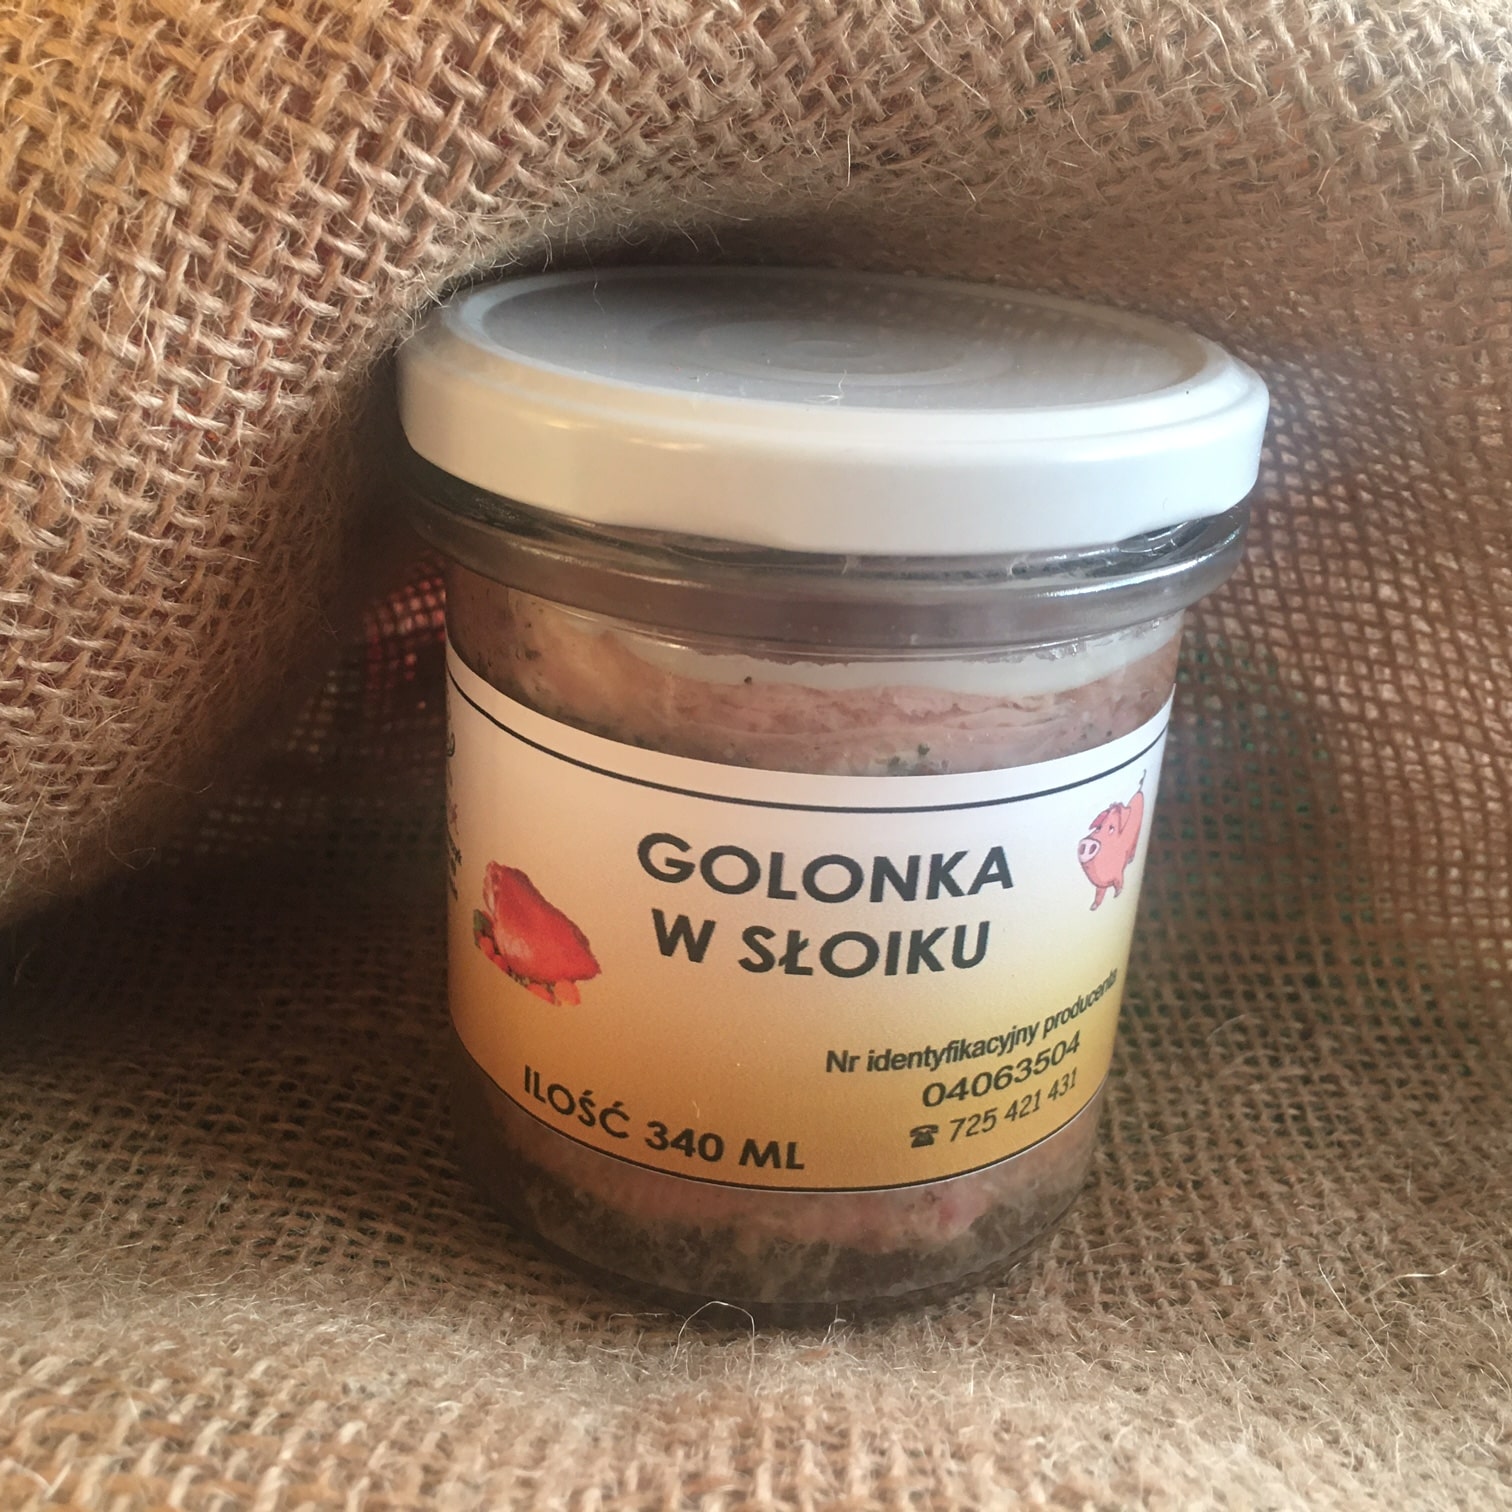 GOLONKA
W SŁOIKU
Nr identyfikacyjny producenta
04063504
☎ 725 421 431
ILOŚĆ 340 ML